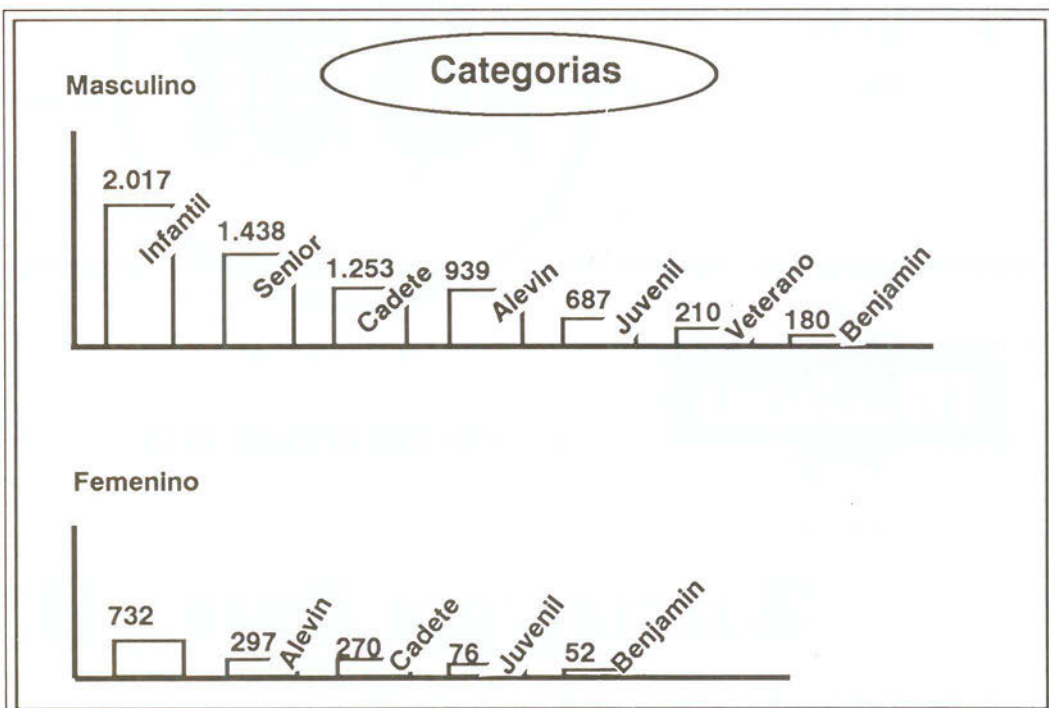 Categorias
Masculino
2.017
Infantil
1.438
Senior
1.253
Cadete
939
Alevin
687
Juvenil
210
Veterano
180
Benjamin
Femenino
732
297
Alevin
270
Cadete
76
Juvenil
52
Benjamin